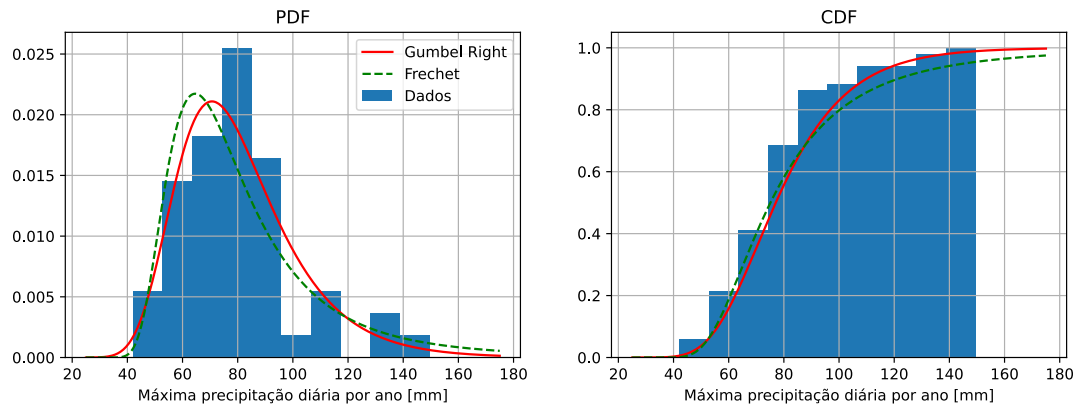 PDF
0.025
0.020
0.015
0.010
0.005
0.000
20 40 60 80 100 120 140 160 180
Máxima precipitação diária por ano [mm]
Gumbel Right
Frechet
Dados
CDF
1.0
0.8
0.6
0.4
0.2
0.0
20 40 60 80 100 120 140 160 180
Máxima precipitação diária por ano [mm]